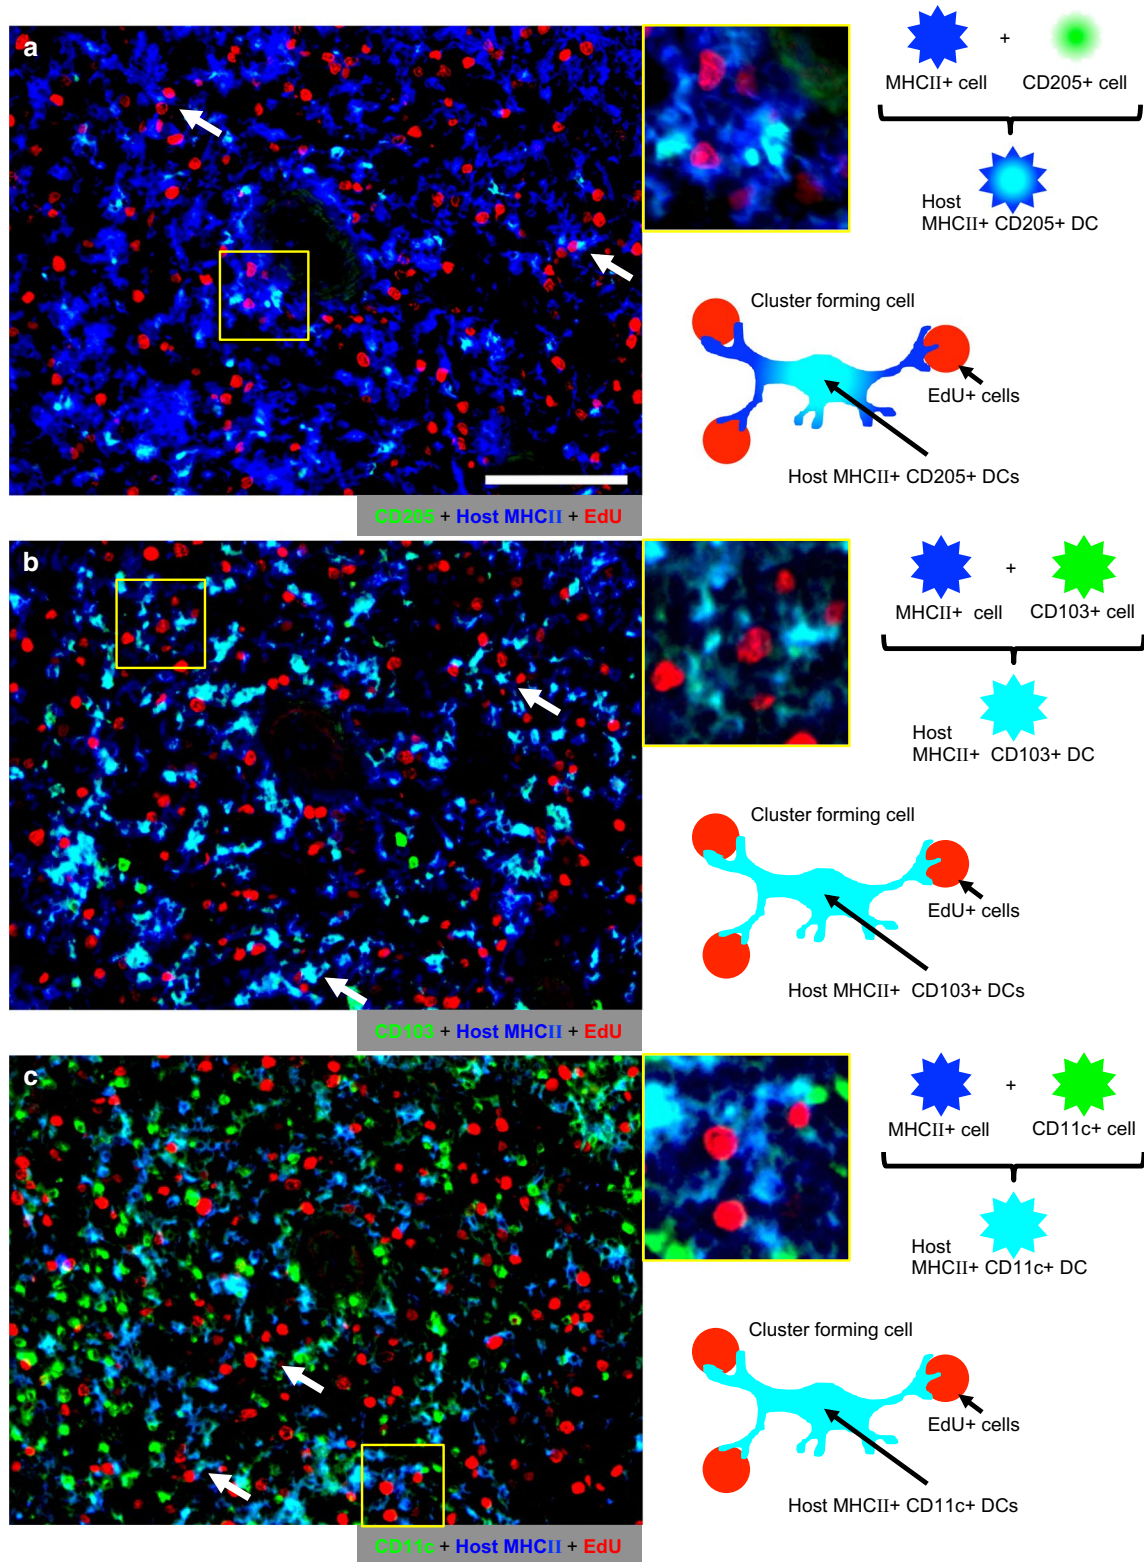 a
MHCII+ cell
+
CD205+ cell
Host
MHCII+ CD205+ DC
Cluster forming cell
EdU+ cells
Host MHCII+ CD205+ DCs
CD205 + Host MHCII + EdU
b
MHCII+ cell
+
CD103+ cell
Host
MHCII+ CD103+ DC
Cluster forming cell
EdU+ cells
Host MHCII+ CD103+ DCs
CD103 + Host MHCII + EdU
c
MHCII+ cell
+
CD11c+ cell
Host
MHCII+ CD11c+ DC
Cluster forming cell
EdU+ cells
Host MHCII+ CD11c+ DCs
CD11c + Host MHCII + EdU